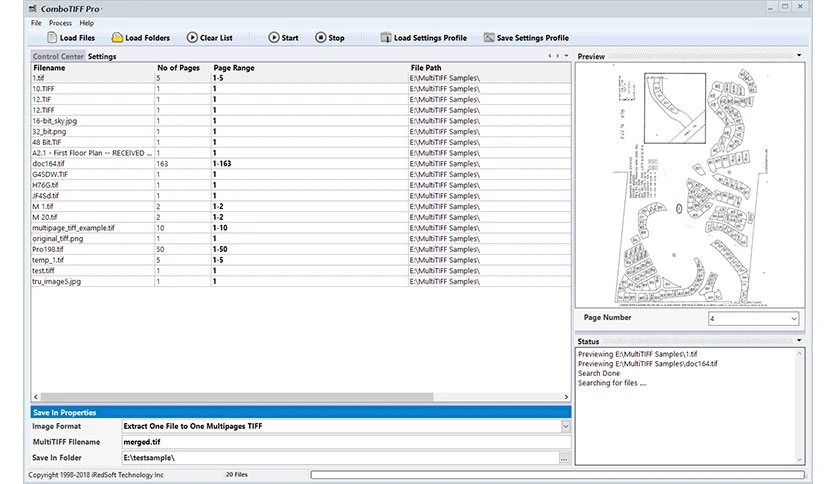 ComboTIFF Pro
File Process Help
Load Files Load Folders Clear List Start Stop Load Settings Profile Save Settings Profile
Control Center Settings
Filename No of Pages Page Range File Path
1.tif 5 1-5 E:\MultiTIFF Samples\
10.TIFF 1 1 E:\MultiTIFF Samples\
12.TIF 1 1 E:\MultiTIFF Samples\
12.TIFF 1 1 E:\MultiTIFF Samples\
16-bit_sky.jpg 1 1 E:\MultiTIFF Samples\
32_bit.png 1 1 E:\MultiTIFF Samples\
48 Bit.TIF 1 1 E:\MultiTIFF Samples\
A2.1 - First Floor Plan -- RECEIVED ... 1 1 E:\MultiTIFF Samples\
doc164.tif 163 1-163 E:\MultiTIFF Samples\
G4SDW.TIF 1 1 E:\MultiTIFF Samples\
H76G.tif 1 1 E:\MultiTIFF Samples\
JF4Sd.tif 1 1 E:\MultiTIFF Samples\
M 1.tif 2 1-2 E:\MultiTIFF Samples\
M 20.tif 2 1-2 E:\MultiTIFF Samples\
multipage_tiff_example.tif 10 1-10 E:\MultiTIFF Samples\
original_tiff.png 1 1 E:\MultiTIFF Samples\
Pro198.tif 50 1-50 E:\MultiTIFF Samples\
temp_1.tif 5 1-5 E:\MultiTIFF Samples\
test.tiff 1 1 E:\MultiTIFF Samples\
tru_image5.jpg 1 1 E:\MultiTIFF Samples\
Save In Properties
Image Format Extract One File to One Multipages TIFF
MultiTIFF Filename merged.tif
Save In Folder E:\testsample\ ...
Preview
Page Number 4
Status
Previewing E:\MultiTIFF Samples\1.tif
Previewing E:\MultiTIFF Samples\doc164.tif
Search Done
Searching for files ....
Copyright 1998-2018 iRedSoft Technology Inc 20 Files